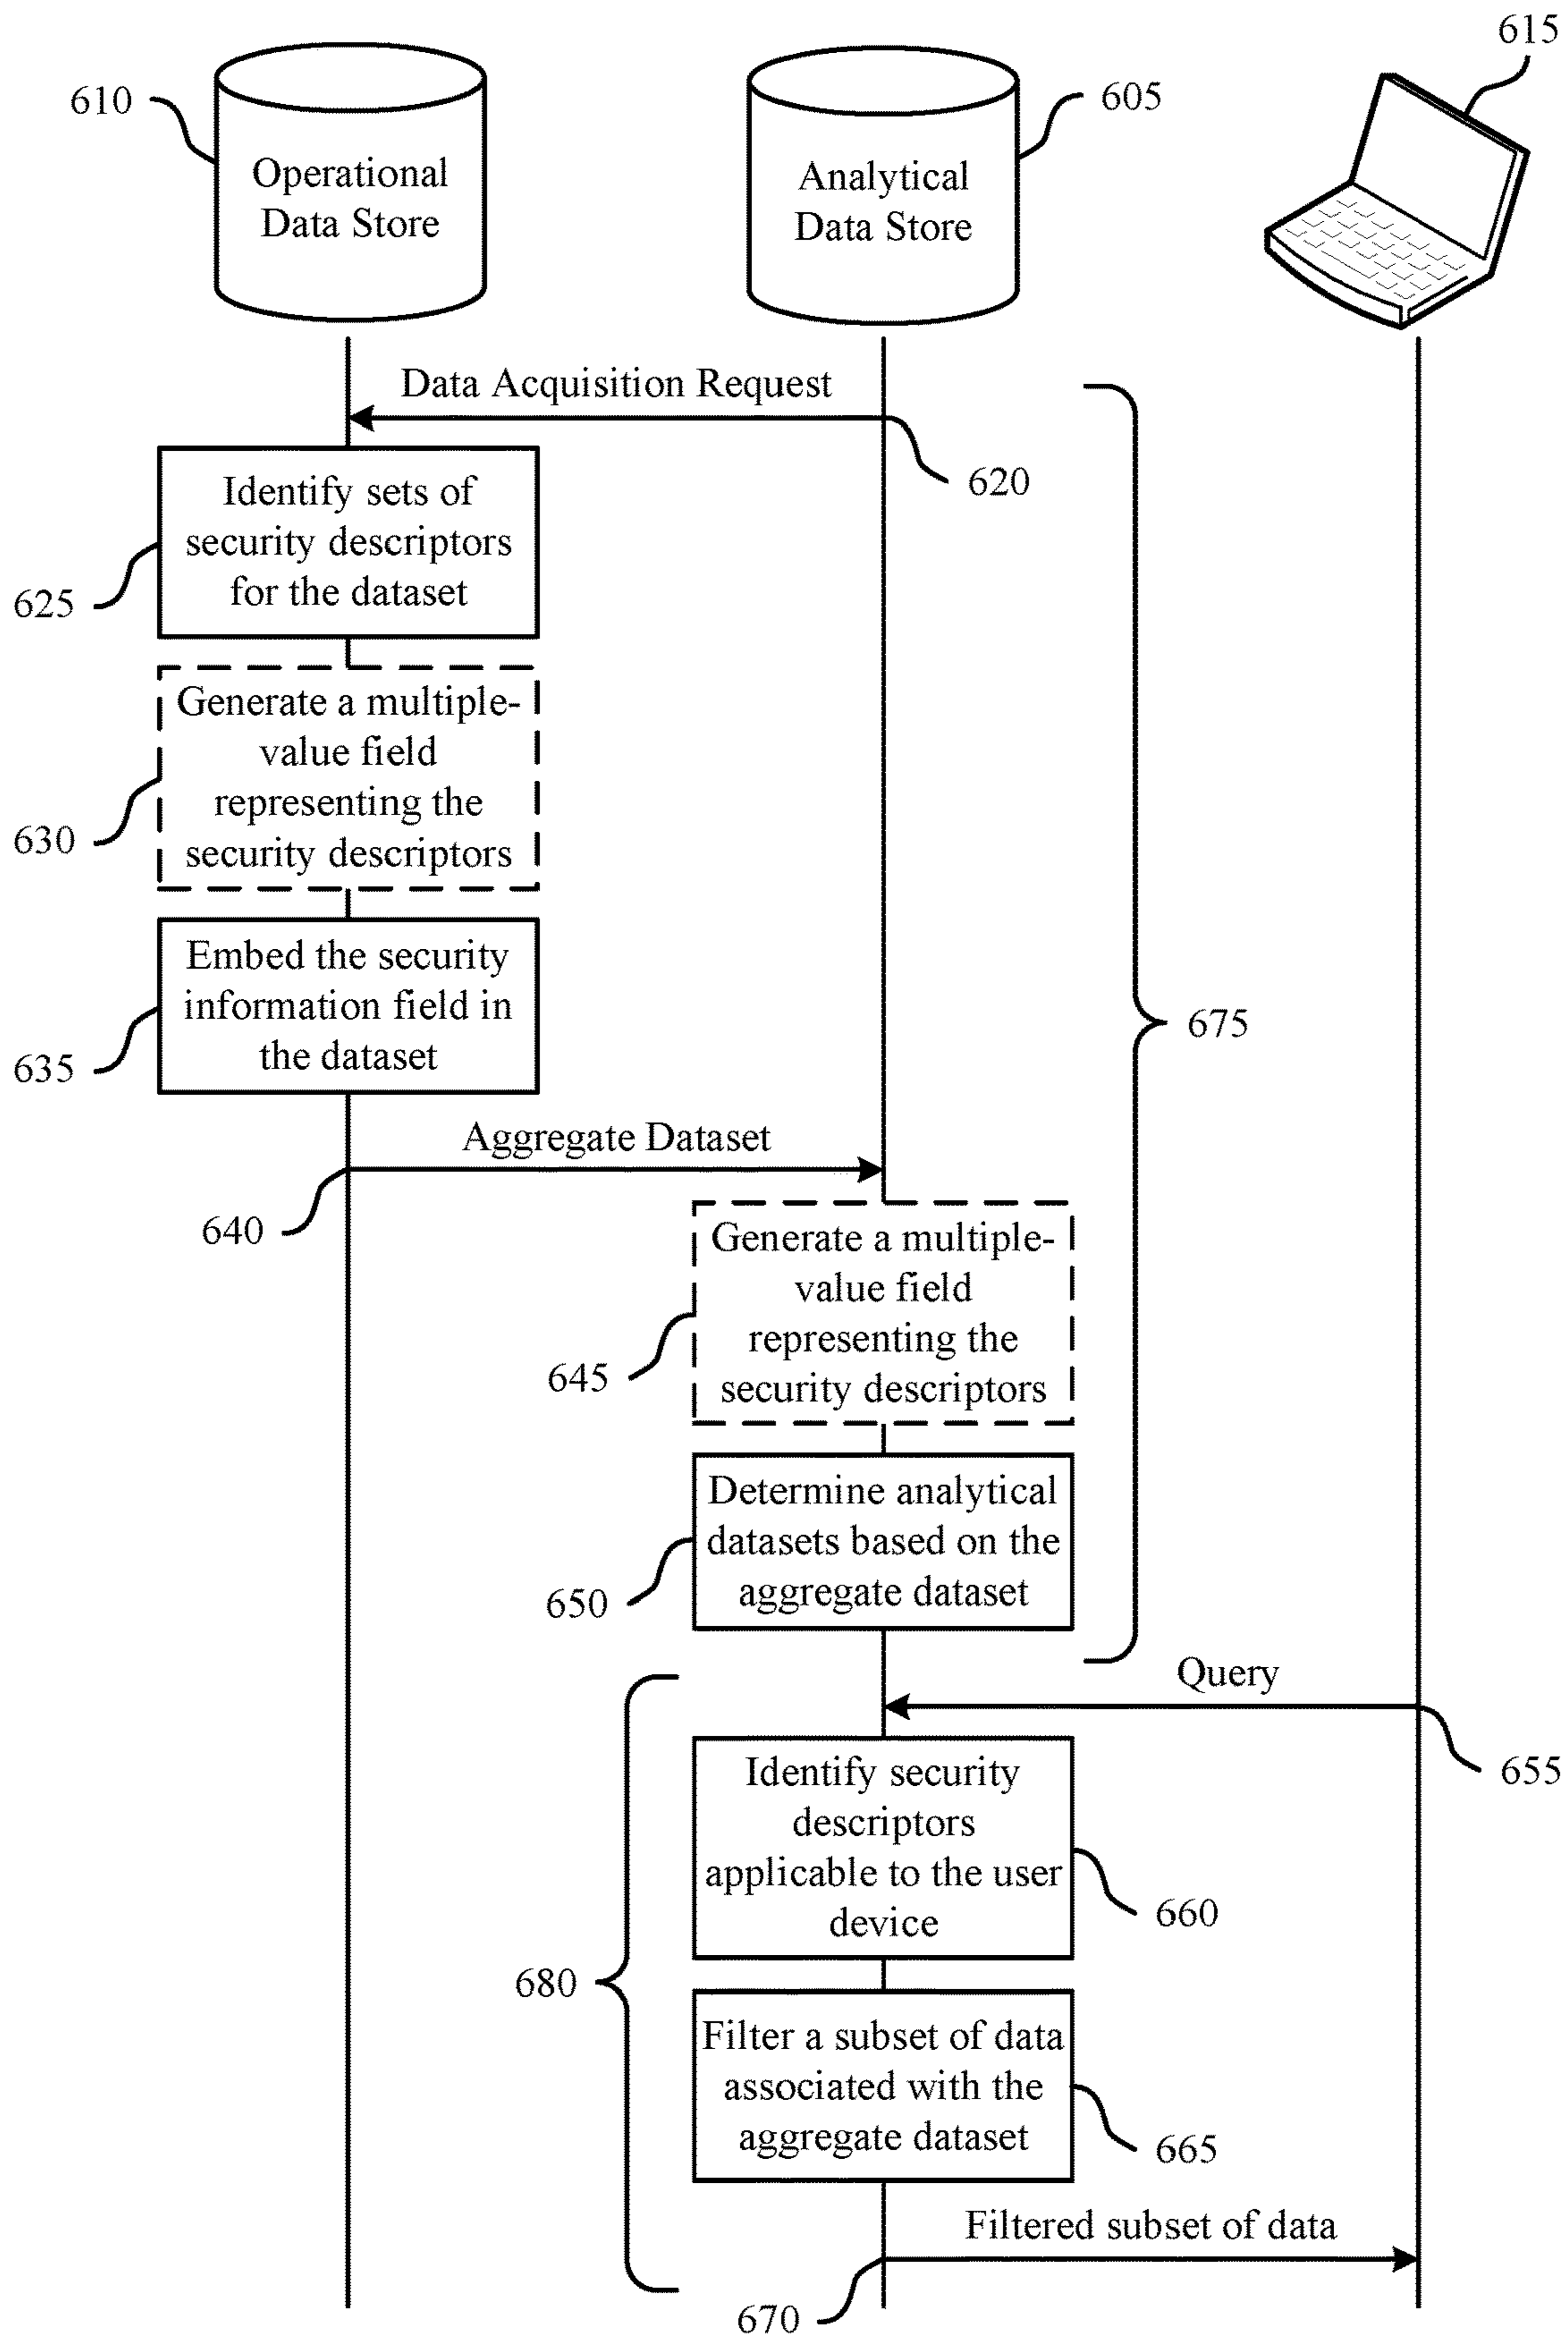 615
610
605
Operational
Data Store
Analytical
Data Store
Data Acquisition Request
620
Identify sets of
security descriptors
for the dataset
625
Generate a multiple-
value field
representing the
security descriptors
630
Embed the security
information field in
the dataset
635
675
Aggregate Dataset
640
Generate a multiple-
value field
representing the
security descriptors
645
Determine analytical
datasets based on the
aggregate dataset
650
Query
655
Identify security
descriptors
applicable to the user
device
660
680
Filter a subset of data
associated with the
aggregate dataset
665
Filtered subset of data
670